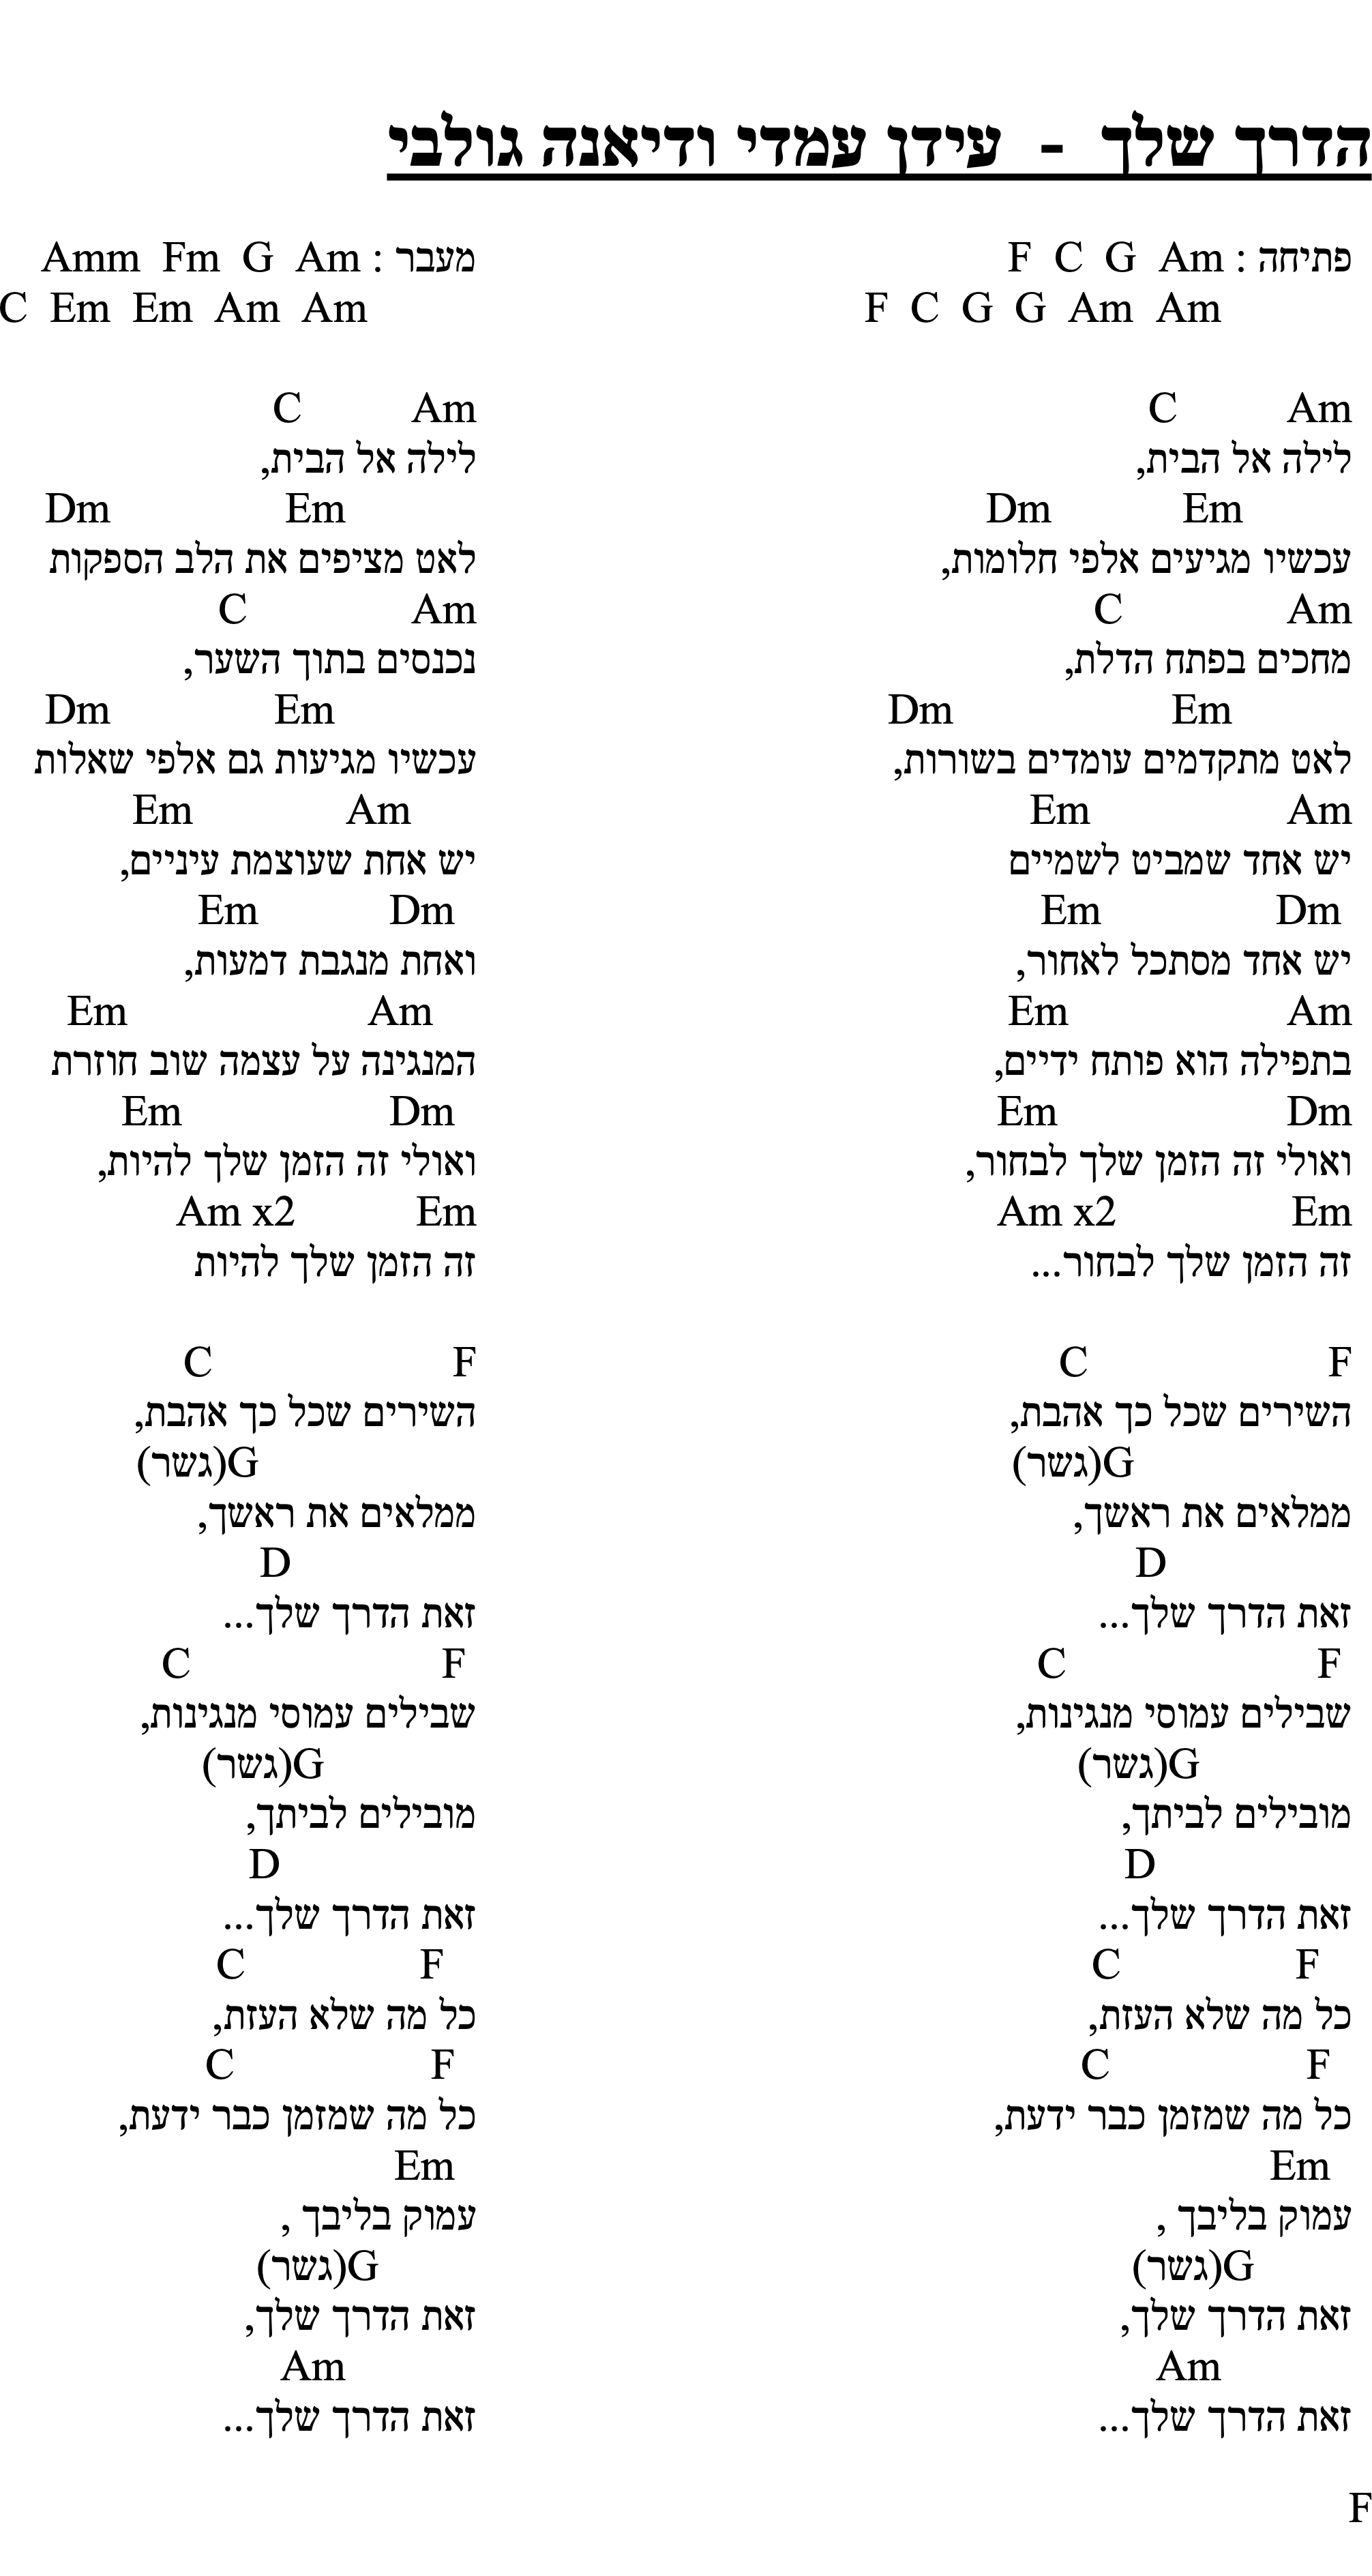 הדרך שלך - עידן עמדי ודיאנה גולבי
פתיחה : F C G Am
F C G G Am Am
C Am
לילה אל הבית,
Dm Em
עכשיו מגיעים אלפי חלומות,
C Am
מחכים בפתח הדלת,
Dm Em
לאט מתקדמים עומדים בשורות,
Em Am
יש אחד שמביט לשמיים
Em Dm
יש אחד מסתכל לאחור,
Em Am
בתפילה הוא פותח ידיים,
Em Dm
ואולי זה הזמן שלך לבחור,
Am x2 Em
זה הזמן שלך לבחור...
C F
השירים שכל כך אהבת,
G(גשר)
ממלאים את ראשך,
D
זאת הדרך שלך...
C F
שבילים עמוסי מנגינות,
G(גשר)
מובילים לביתך,
D
זאת הדרך שלך...
C F
כל מה שלא העזת,
C F
כל מה שמזמן כבר ידעת,
Em
עמוק בליבך ,
G(גשר)
זאת הדרך שלך,
Am
זאת הדרך שלך...
F
מעבר : Amm Fm G Am
C Em Em Am Am
C Am
לילה אל הבית,
Dm Em
לאט מציפים את הלב הספקות
C Am
נכנסים בתוך השער,
Dm Em
עכשיו מגיעות גם אלפי שאלות
Em Am
יש אחת שעוצמת עיניים,
Em Dm
ואחת מנגבת דמעות,
Em Am
המנגינה על עצמה שוב חוזרת
Em Dm
ואולי זה הזמן שלך להיות,
Am x2 Em
זה הזמן שלך להיות
C F
השירים שכל כך אהבת,
G(גשר)
ממלאים את ראשך,
D
זאת הדרך שלך...
C F
שבילים עמוסי מנגינות,
G(גשר)
מובילים לביתך,
D
זאת הדרך שלך...
C F
כל מה שלא העזת,
C F
כל מה שמזמן כבר ידעת,
Em
עמוק בליבך ,
G(גשר)
זאת הדרך שלך,
Am
זאת הדרך שלך...